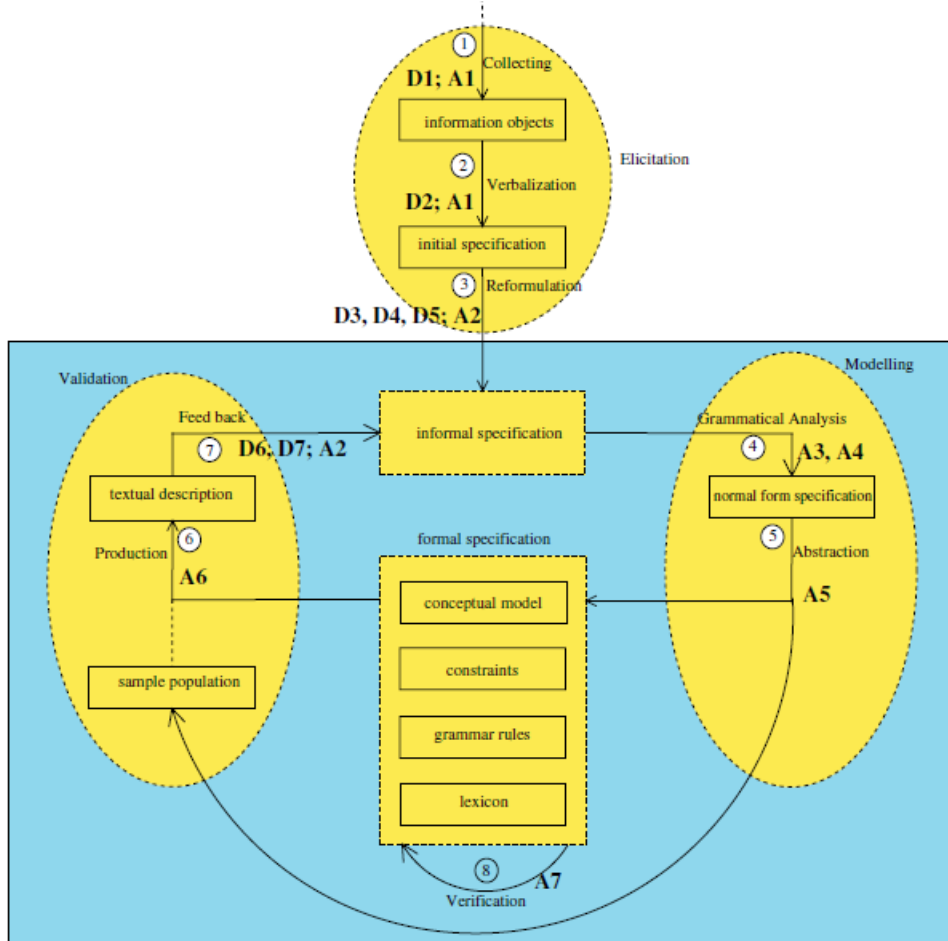 1
Collecting
D1; A1
information objects
2
Elicitation
Verbalization
D2; A1
initial specification
3
Reformulation
D3, D4, D5; A2
Validation
Modelling
Feed back
Grammatical Analysis
informal specification
7
D6, D7; A2
4
A3, A4
textual description
normal form specification
6
5
Production
formal specification
Abstraction
A6
A5
conceptual model
constraints
sample population
grammar rules
lexicon
8
A7
Verification